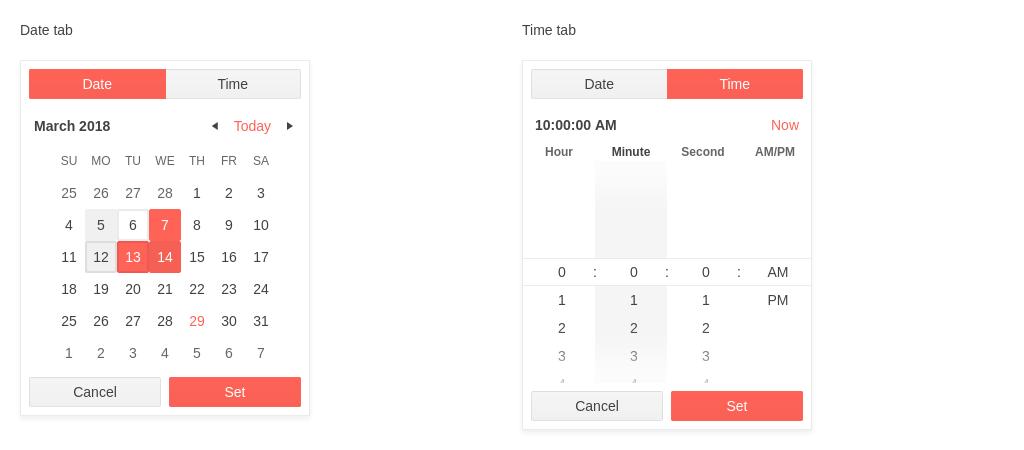 Date tab
Date Time
March 2018 Today
SU MO TU WE TH FR SA
25 26 27 28 1 2 3
4 5 6 7 8 9 10
11 12 13 14 15 16 17
18 19 20 21 22 23 24
25 26 27 28 29 30 31
1 2 3 4 5 6 7
Cancel Set
Time tab
Date Time
10:00:00 AM Now
Hour Minute Second AM/PM
0 : 0 : 0 : AM
1 1 1 PM
2 2 2
3 3 3
Cancel Set